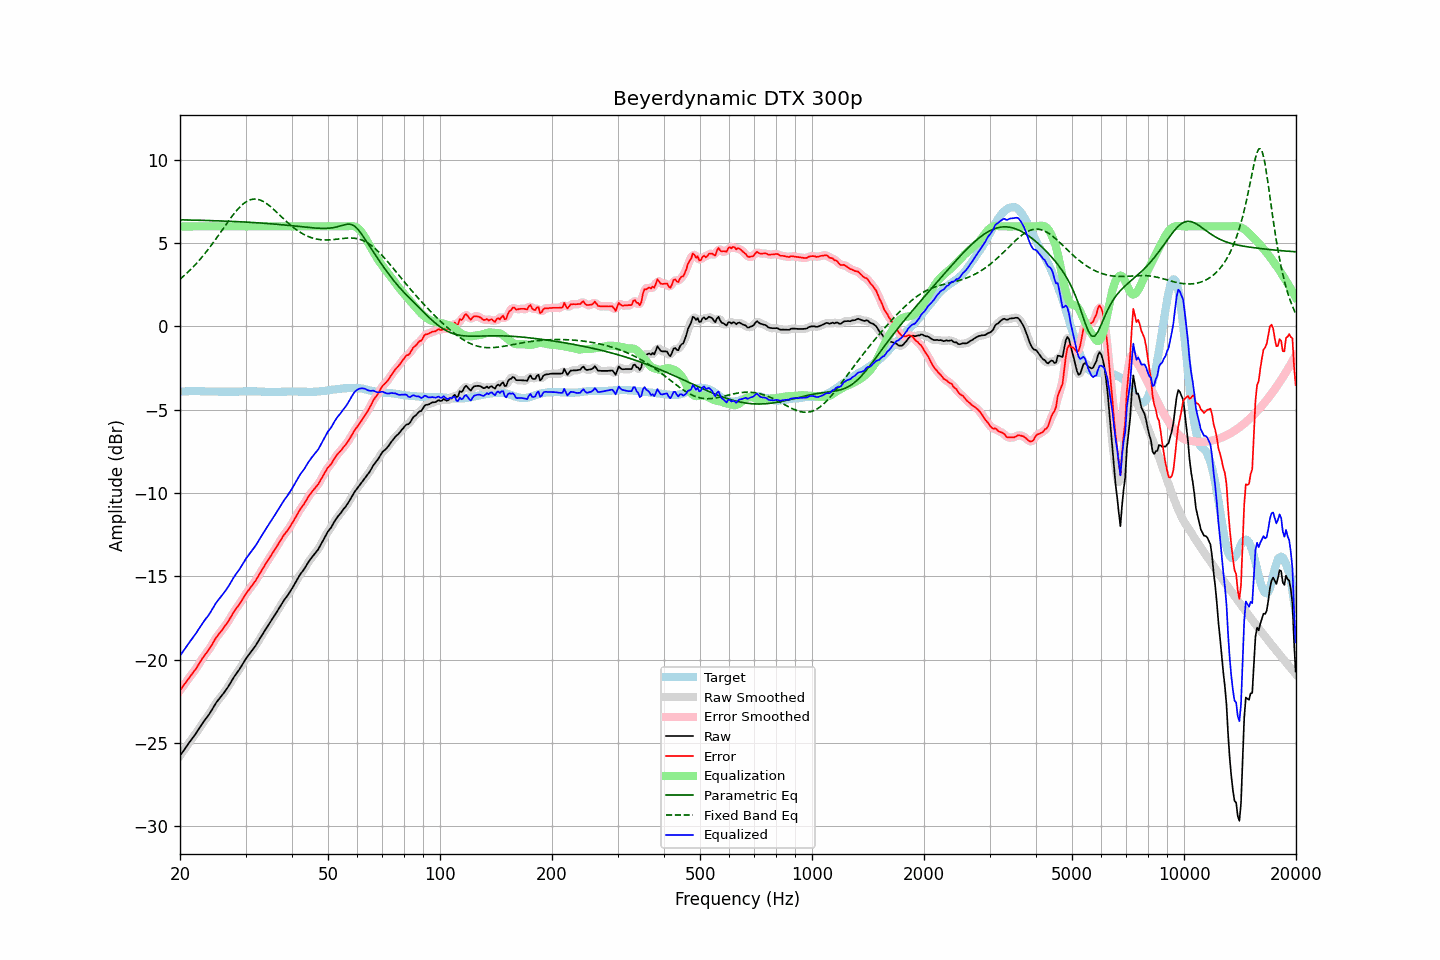 Beyerdynamic DTX 300p
Amplitude (dBr)
10
5
0
−5
−10
−15
−20
−25
−30
Target
Raw Smoothed
Error Smoothed
Raw
Error
Equalization
Parametric Eq
Fixed Band Eq
Equalized
20 50 100 200 500 1000 2000 5000 10000 20000
Frequency (Hz)